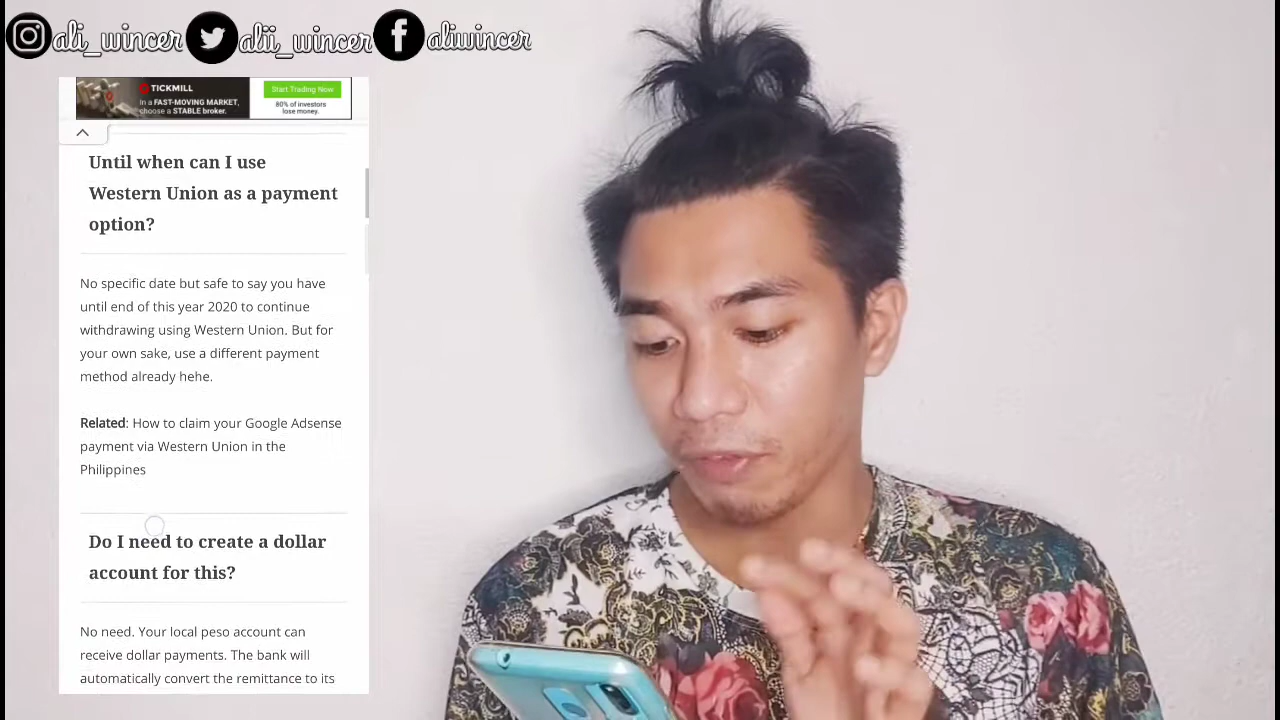 ali_wincer alii_wincer aliwincer
TICKMILL
In a FAST-MOVING MARKET,
choose a STABLE broker.
Start Trading Now
80% of investors
lose money.
Until when can I use
Western Union as a payment
option?
No specific date but safe to say you have
until end of this year 2020 to continue
withdrawing using Western Union. But for
your own sake, use a different payment
method already hehe.
Related: How to claim your Google Adsense
payment via Western Union in the
Philippines
Do I need to create a dollar
account for this?
No need. Your local peso account can
receive dollar payments. The bank will
automatically convert the remittance to its